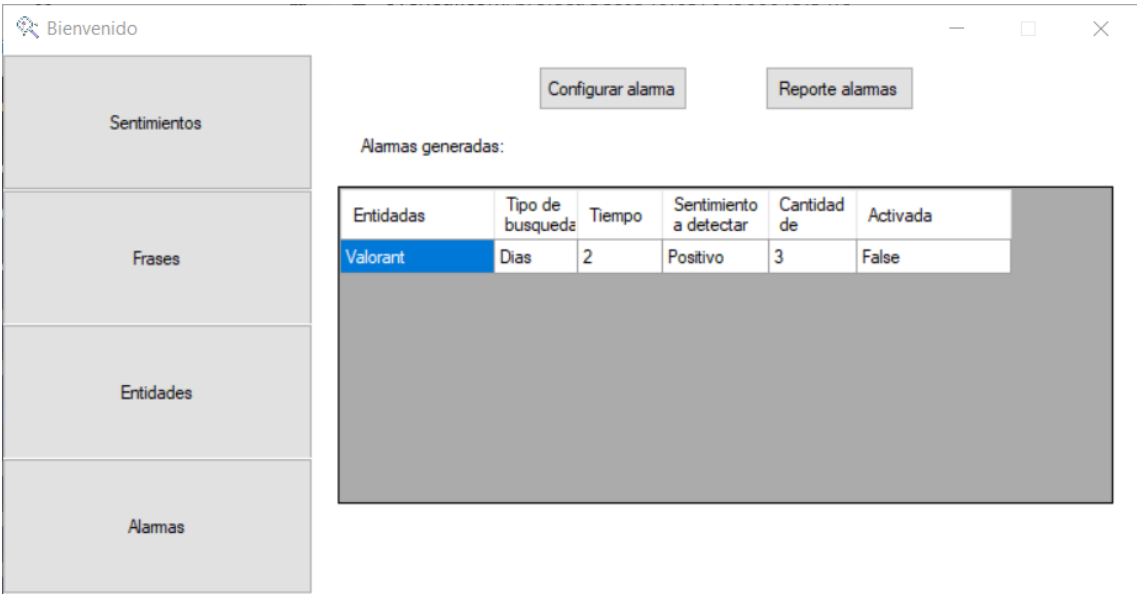 Bienvenido
Configurar alarma
Reporte alarmas
Sentimientos
Alarmas generadas:
Entidadas
Tipo de
busqueda
Tiempo
Sentimiento
a detectar
Cantidad
de
Activada
Valorant
Dias
2
Positivo
3
False
Frases
Entidades
Alarmas